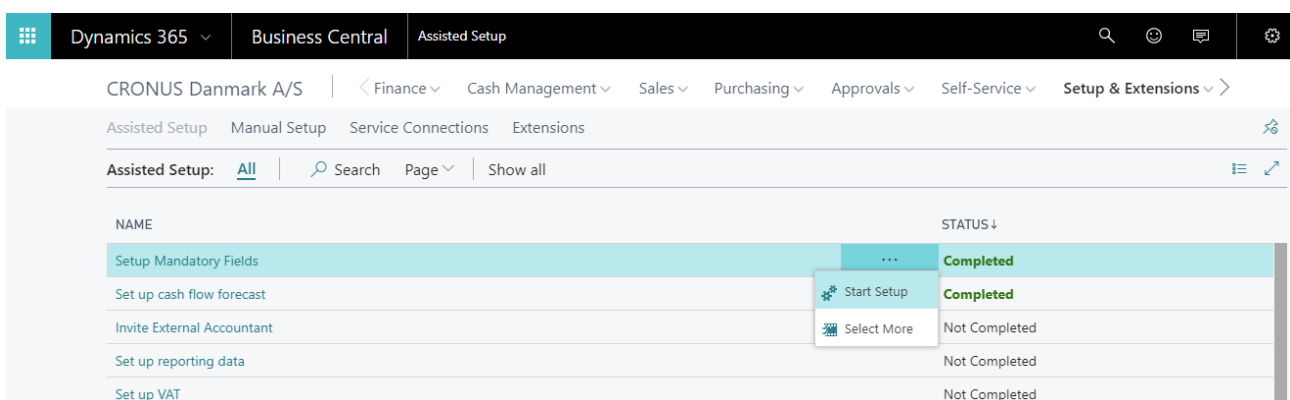 Dynamics 365 Business Central Assisted Setup
CRONUS Danmark A/S Finance Cash Management Sales Purchasing Approvals Self-Service Setup & Extensions
Assisted Setup Manual Setup Service Connections Extensions
Assisted Setup: All Search Page Show all
NAME STATUS↓
Setup Mandatory Fields ... Completed
Set up cash flow forecast Start Setup Completed
Invite External Accountant Select More Not Completed
Set up reporting data Not Completed
Set up VAT Not Completed